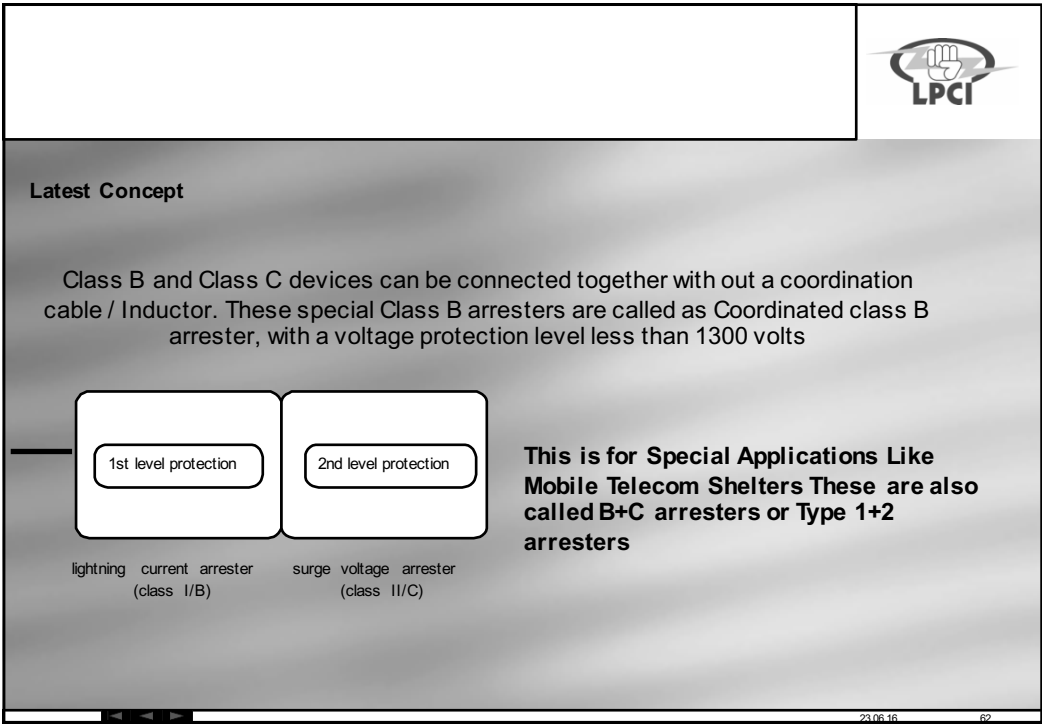 LPCI
Latest Concept
Class B and Class C devices can be connected together with out a coordination
cable / Inductor. These special Class B arresters are called as Coordinated class B
arrester, with a voltage protection level less than 1300 volts
1st level protection
2nd level protection
This is for Special Applications Like
Mobile Telecom Shelters These are also
called B+C arresters or Type 1+2
arresters
lightning current arrester
(class I/B)
surge voltage arrester
(class II/C)
23.06.16
62